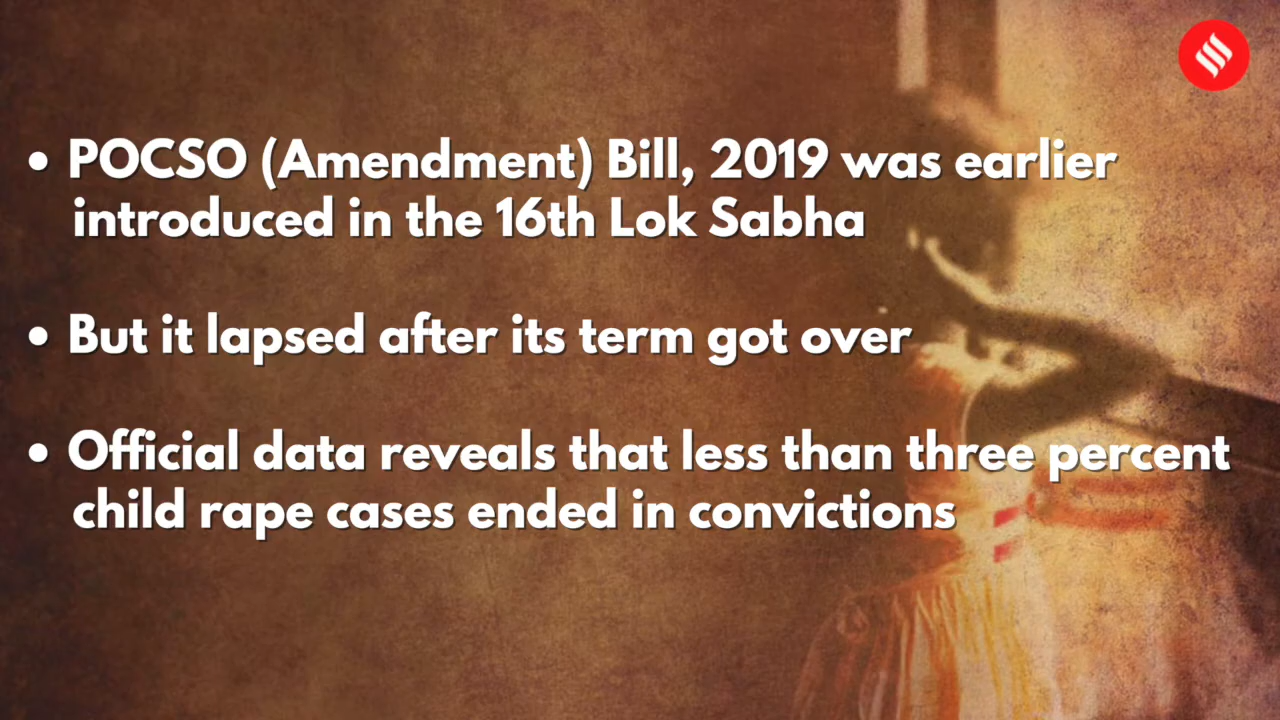 • POCSO (Amendment) Bill, 2019 was earlier
introduced in the 16th Lok Sabha
• But it lapsed after its term got over
• Official data reveals that less than three percent
child rape cases ended in convictions